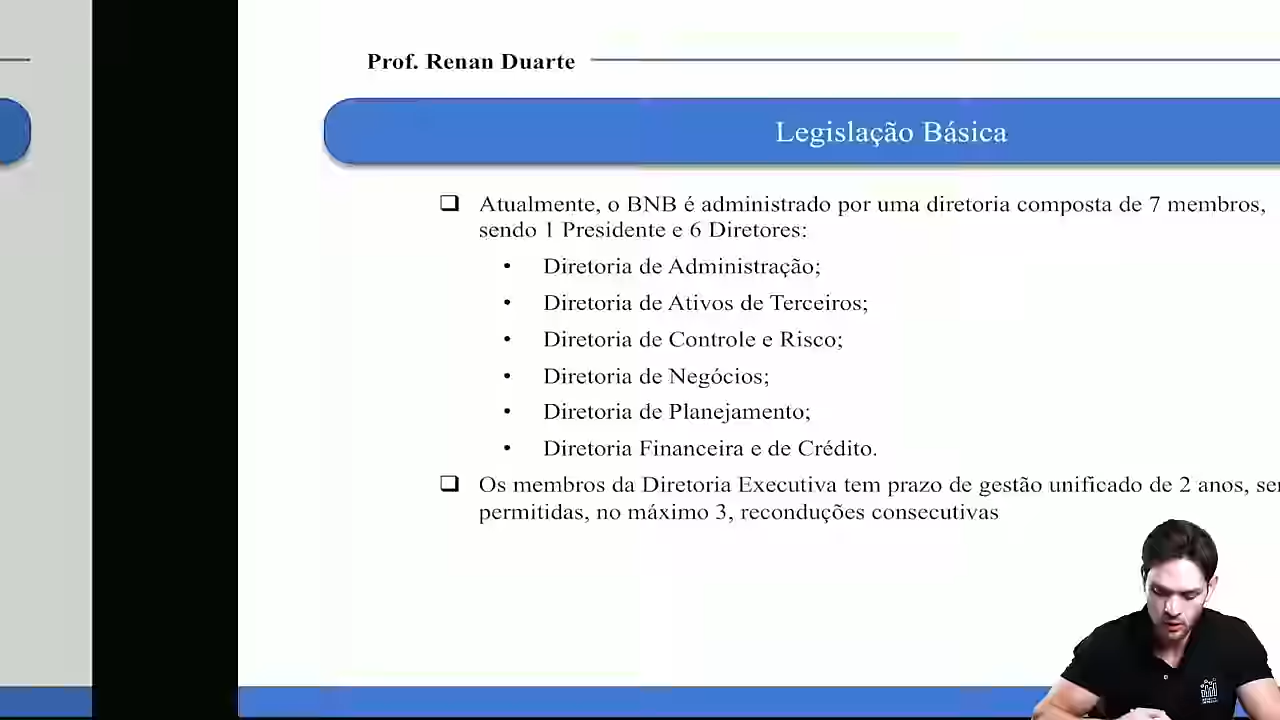 Prof. Renan Duarte
Legislação Básica
❑ Atualmente, o BNB é administrado por uma diretoria composta de 7 membros,
sendo 1 Presidente e 6 Diretores:
• Diretoria de Administração;
• Diretoria de Ativos de Terceiros;
• Diretoria de Controle e Risco;
• Diretoria de Negócios;
• Diretoria de Planejamento;
• Diretoria Financeira e de Crédito.
❑ Os membros da Diretoria Executiva tem prazo de gestão unificado de 2 anos,
permitidas, no máximo 3, reconduções consecutivas